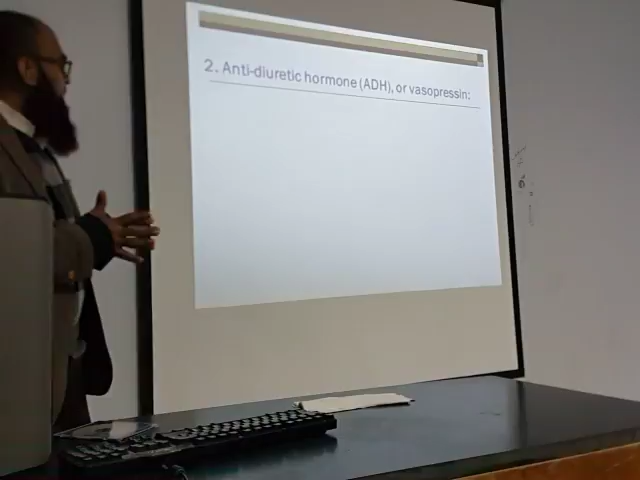 2. Anti-diuretic hormone (ADH), or vasopressin: